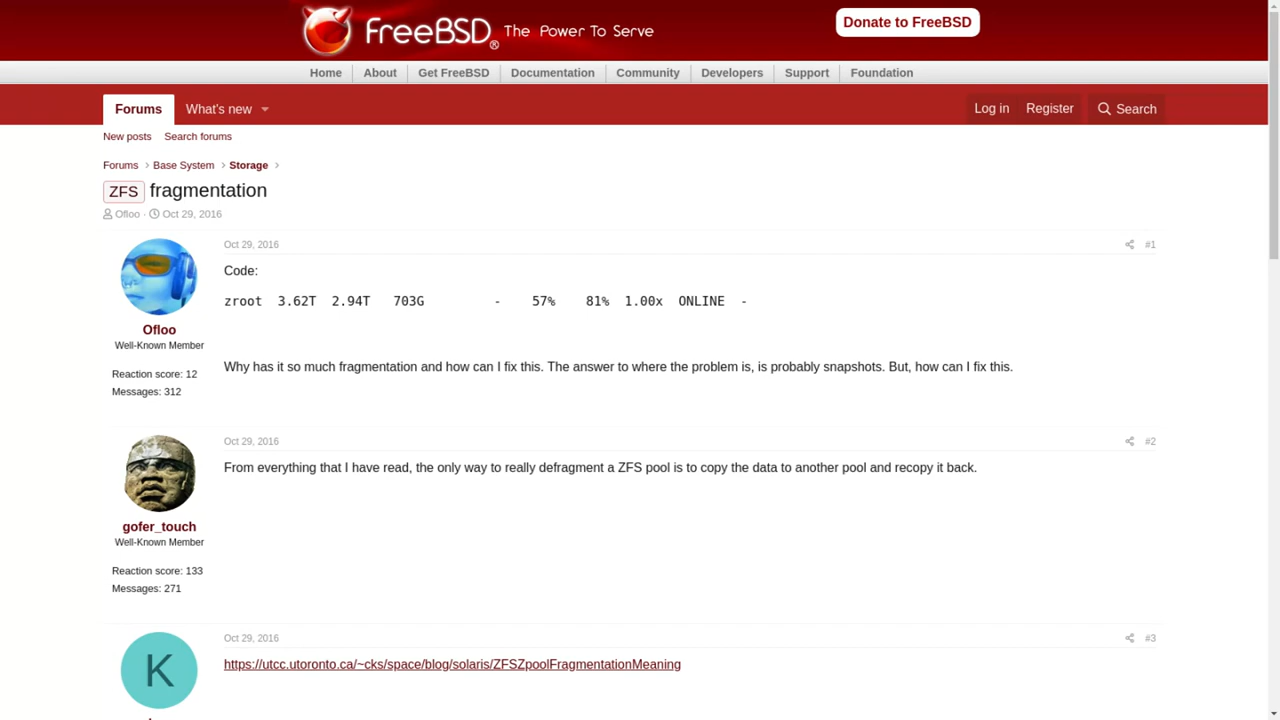 FreeBSD® The Power To Serve
Donate to FreeBSD
Home About Get FreeBSD Documentation Community Developers Support Foundation
Forums What's new Log in Register Search
New posts Search forums
Forums Base System Storage
ZFS fragmentation
Ofloo · Oct 29, 2016
Oct 29, 2016 #1
Code:
zroot 3.62T 2.94T 703G - 57% 81% 1.00x ONLINE -
Ofloo
Well-Known Member
Reaction score: 12
Messages: 312
Why has it so much fragmentation and how can I fix this. The answer to where the problem is, is probably snapshots. But, how can I fix this.
Oct 29, 2016 #2
From everything that I have read, the only way to really defragment a ZFS pool is to copy the data to another pool and recopy it back.
gofer_touch
Well-Known Member
Reaction score: 133
Messages: 271
Oct 29, 2016 #3
K
https://utcc.utoronto.ca/~cks/space/blog/solaris/ZFSZpoolFragmentationMeaning